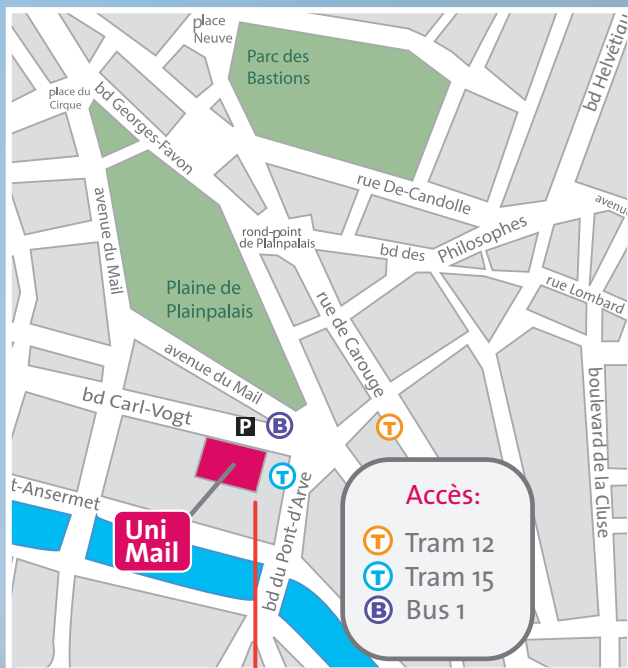 place
Neuve
Parc des
Bastions
bd Helvétiqu
place du
Cirque
bd Georges-Favon
rue De-Candolle
avenue
avenue du Mail
rond-point
de Plainpalais
bd des
Philosophes
Plaine de
Plainpalais
rue Lombard
rue de Carouge
avenue du Mail
bd Carl-Vogt
P
B
T
boulevard de la Cluse
T
t-Ansermet
Uni
Mail
bd du Pont-d'Arve
Accès:
T Tram 12
T Tram 15
B Bus 1